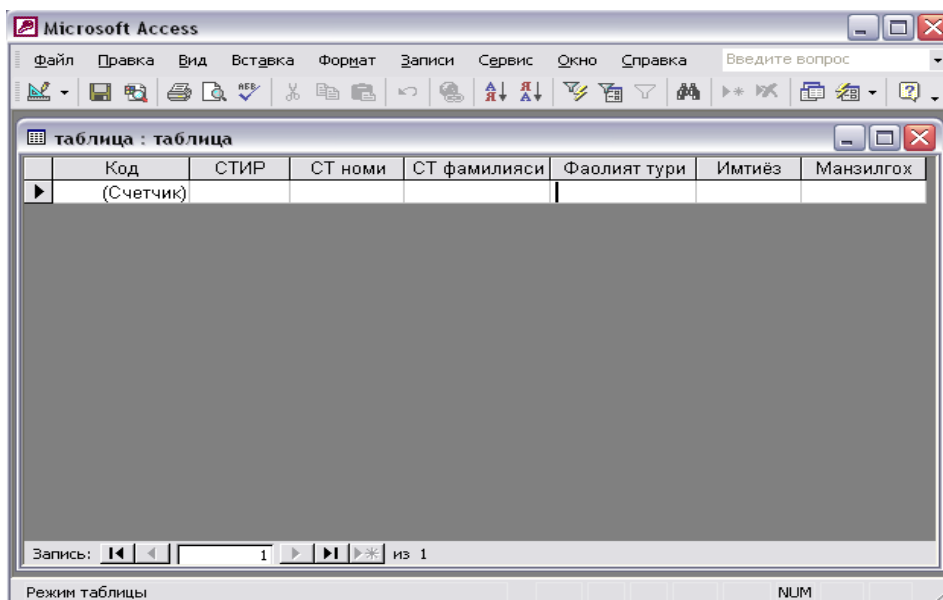 Microsoft Access
Файл Правка Вид Вставка Формат Записи Сервис Окно Справка Введите вопрос
таблица : таблица
Код СТИР СТ номи СТ фамилияси Фаолият тури Имтиёз Манзилгох
(Счетчик)
Запись: 1 из 1
Режим таблицы NUM